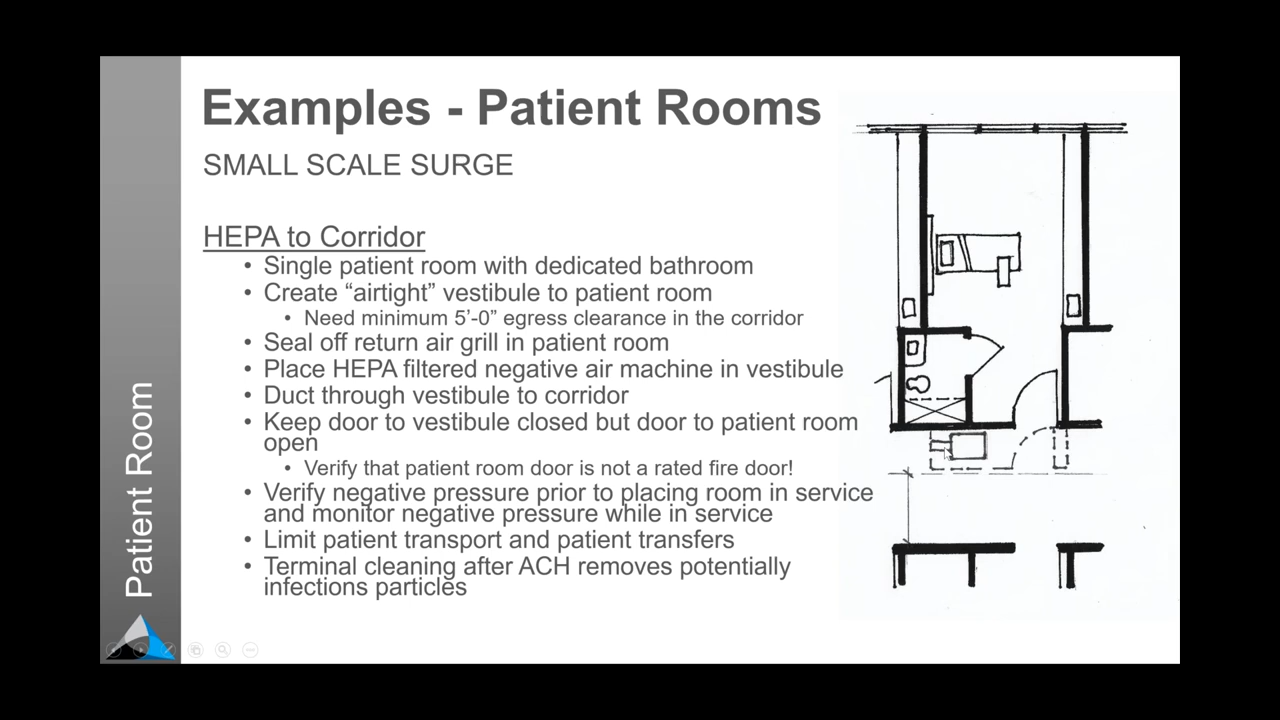 Examples - Patient Rooms
SMALL SCALE SURGE
HEPA to Corridor
• Single patient room with dedicated bathroom
• Create “airtight” vestibule to patient room
• Need minimum 5’-0” egress clearance in the corridor
• Seal off return air grill in patient room
• Place HEPA filtered negative air machine in vestibule
• Duct through vestibule to corridor
• Keep door to vestibule closed but door to patient room
open
• Verify that patient room door is not a rated fire door!
• Verify negative pressure prior to placing room in service
and monitor negative pressure while in service
• Limit patient transport and patient transfers
• Terminal cleaning after ACH removes potentially
infections particles
Patient Room